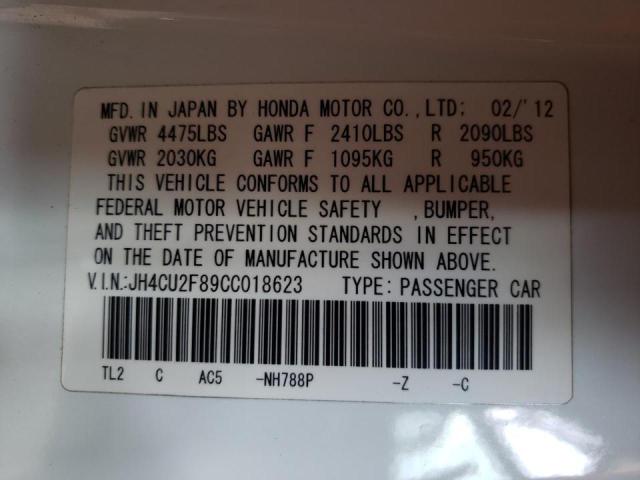 MFD. IN JAPAN BY HONDA MOTOR CO., LTD: 02/'12
GVWR 4475LBS GAWR F 2410LBS R 2090LBS
GVWR 2030KG GAWR F 1095KG R 950KG
THIS VEHICLE CONFORMS TO ALL APPLICABLE
FEDERAL MOTOR VEHICLE SAFETY , BUMPER,
AND THEFT PREVENTION STANDARDS IN EFFECT
ON THE DATE OF MANUFACTURE SHOWN ABOVE.
V.I.N.:JH4CU2F89CC018623 TYPE: PASSENGER CAR
TL2 C AC5 -NH788P -Z -C